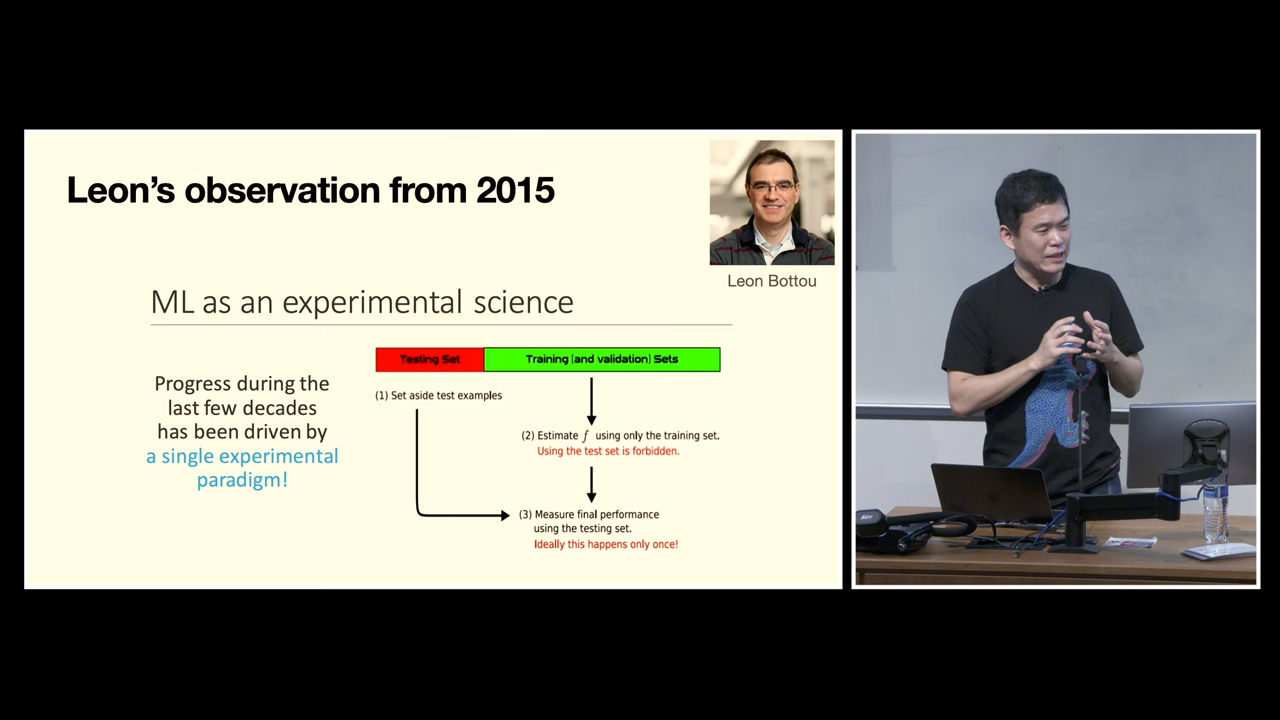 Leon's observation from 2015
Leon Bottou
ML as an experimental science
Progress during the
last few decades
has been driven by
a single experimental
paradigm!
Testing Set
Training (and validation) Sets
(1) Set aside test examples
(2) Estimate f using only the training set.
Using the test set is forbidden.
(3) Measure final performance
using the testing set.
Ideally this happens only once!
AVer